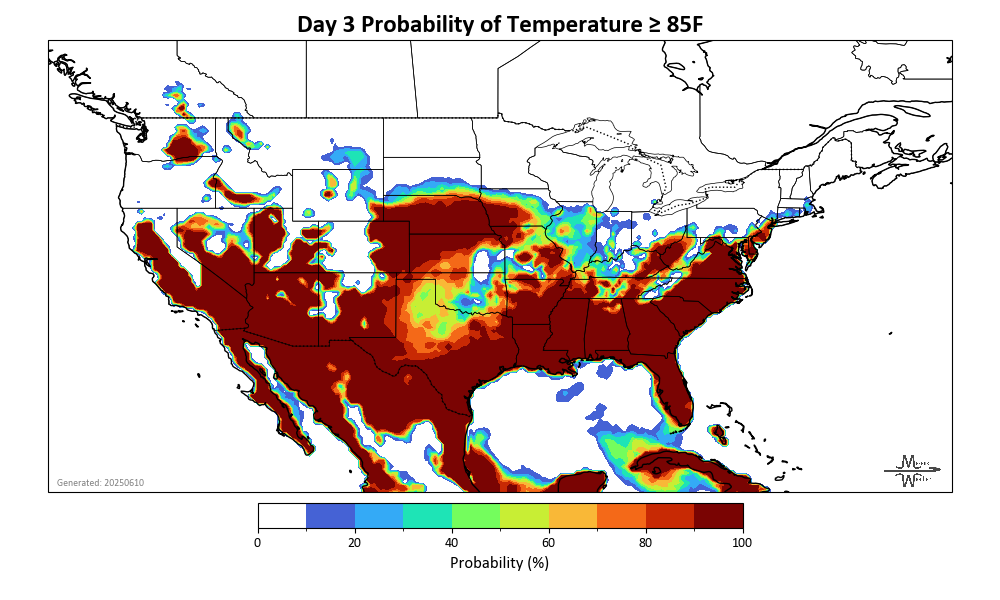 Day 3 Probability of Temperature ≥ 85F
Generated: 20250610
0 20 40 60 80 100
Probability (%)